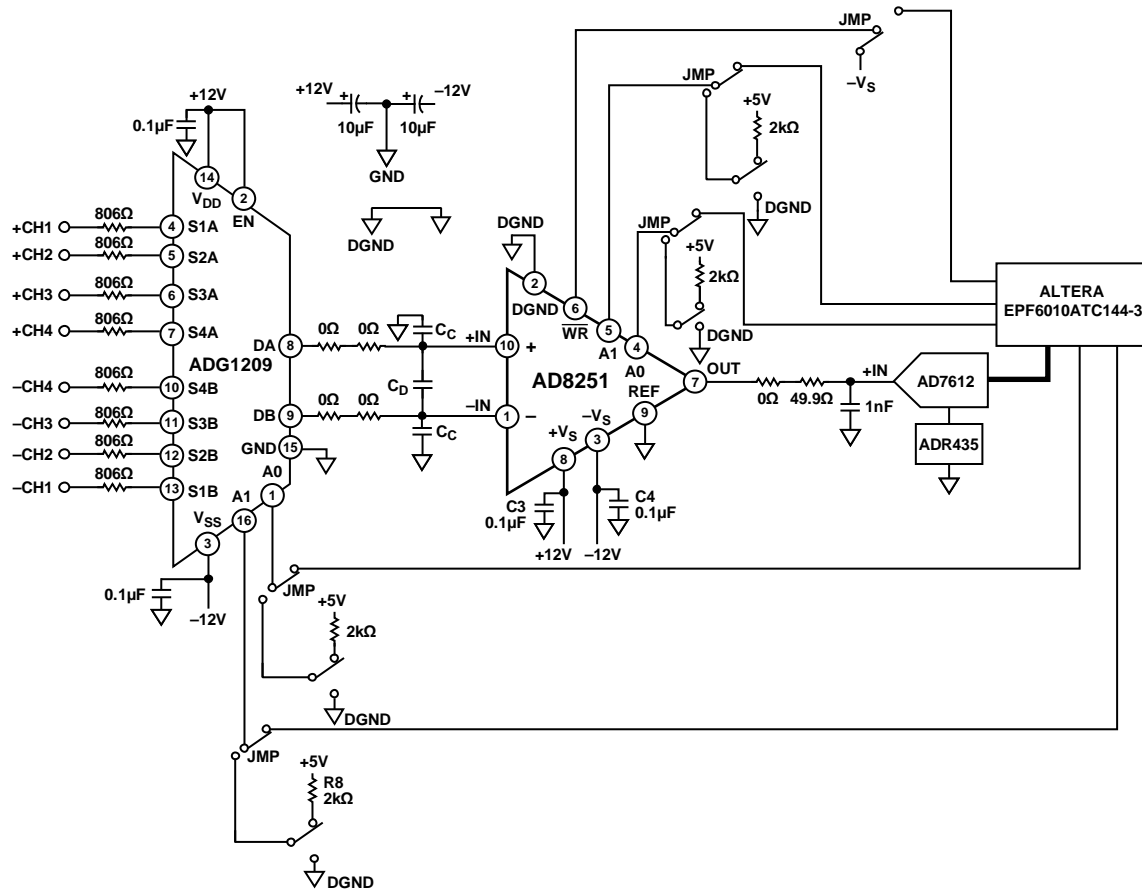 JMP
–VS
JMP
+5V
2kΩ
DGND
+12V
0.1µF
+12V
–12V
10µF
10µF
GND
DGND
14
VDD
2
EN
806Ω
+CH1
4
S1A
806Ω
+CH2
5
S2A
806Ω
+CH3
6
S3A
806Ω
+CH4
7
S4A
ADG1209
806Ω
–CH4
10
S4B
806Ω
–CH3
11
S3B
806Ω
–CH2
12
S2B
806Ω
–CH1
13
S1B
DA
8
0Ω
0Ω
DB
9
0Ω
0Ω
GND
15
A0
1
A1
16
VSS
3
0.1µF
–12V
CC
CD
CC
+IN
10
+
–IN
1
–
DGND
2
DGND
6
WR
5
A1
4
A0
AD8251
7
OUT
REF
9
–VS
3
+VS
8
C3
0.1µF
+12V
–12V
C4
0.1µF
JMP
+5V
2kΩ
DGND
ALTERA
EPF6010ATC144-3
0Ω
49.9Ω
+IN
1nF
AD7612
ADR435
JMP
+5V
2kΩ
DGND
JMP
+5V
R8
2kΩ
DGND